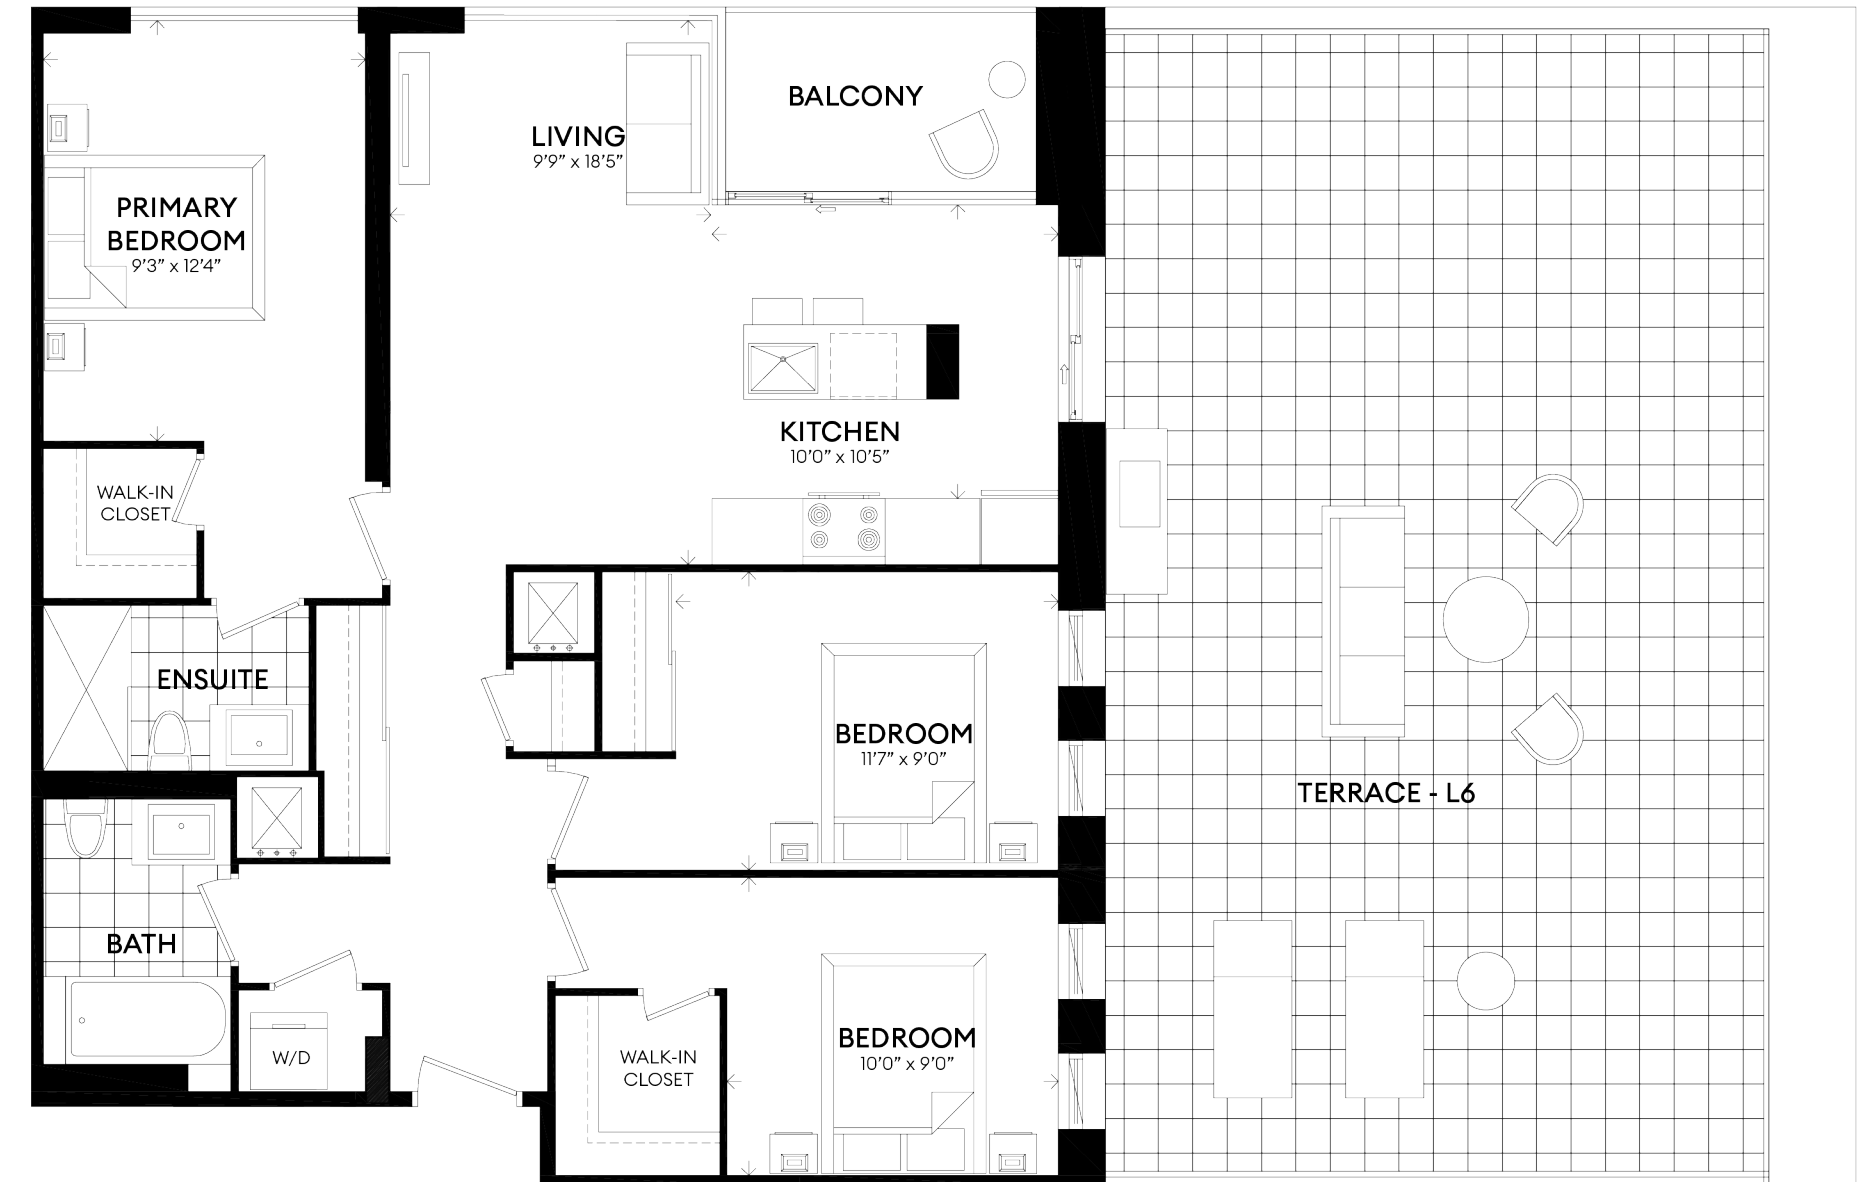 BALCONY
LIVING
9’9” x 18’5”
PRIMARY
BEDROOM
9’3” x 12’4”
KITCHEN
10’0” x 10’5”
WALK-IN
CLOSET
ENSUITE
BEDROOM
11’7” x 9’0”
TERRACE - L6
BATH
BEDROOM
10’0” x 9’0”
W/D
WALK-IN
CLOSET